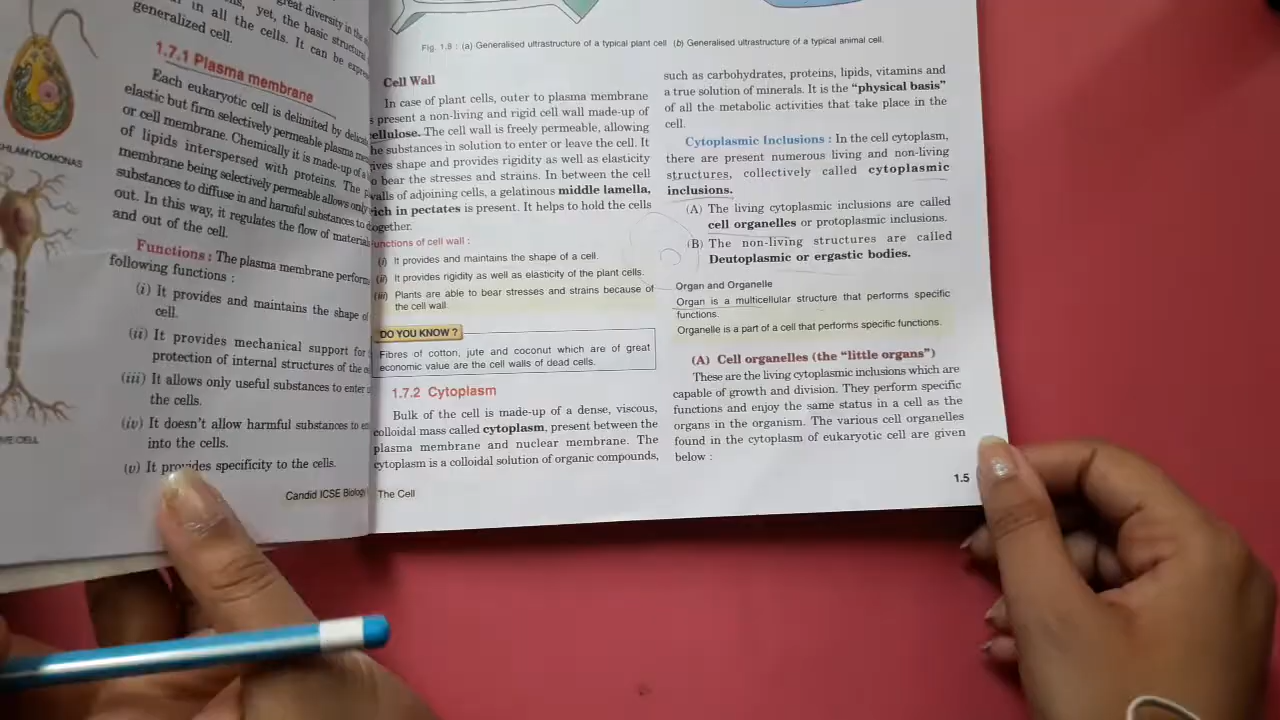 great diversity in the
yet, the basic structural
in all the cells. It can be
generalized cell.
1.7.1 Plasma membrane
Each eukaryotic cell is delimited by
elastic but firm selectively permeable plasma
or cell membrane. Chemically it is made-up of
of lipids interspersed with proteins. The
membrane being selectively permeable allows only
substances to diffuse in and harmful substances to
out. In this way, it regulates the flow of
and out of the cell.
Functions : The plasma membrane
following functions :
(i) It provides and maintains the shape of
cell.
(ii) It provides mechanical support for
protection of internal structures of the
(iii) It allows only useful substances to enter
the cells.
(iv) It doesn't allow harmful substances to
into the cells.
(v) It provides specificity to the cells.
Candid ICSE Biology
Fig. 1.9 : (a) Generalised ultrastructure of a typical plant cell (b) Generalised ultrastructure of a typical animal cell.
Cell Wall
In case of plant cells, outer to plasma membrane
present a non-living and rigid cell wall made-up of
The cell wall is freely permeable, allowing
substances in solution to enter or leave the cell. It
shape and provides rigidity as well as elasticity
bear the stresses and strains. In between the
of adjoining cells, a gelatinous middle lamella,
rich in pectates is present. It helps to hold the cells
of cell wall :
(i) It provides and maintains the shape of a cell.
(ii) It provides rigidity as well as elasticity of the plant cells.
(iii) Plants are able to bear stresses and strains because of
the cell wall.
DO YOU KNOW ?
Fibres of cotton, jute and coconut which are of great
economic value are the cell walls of dead cells.
1.7.2 Cytoplasm
Bulk of the cell is made-up of a dense, viscous,
colloidal mass called cytoplasm, present between the
plasma membrane and nuclear membrane. The
cytoplasm is a colloidal solution of organic compounds,
The Cell
such as carbohydrates, proteins, lipids, vitamins and
a true solution of minerals. It is the “physical basis”
of all the metabolic activities that take place in the
cell.
Cytoplasmic Inclusions : In the cell cytoplasm,
there are present numerous living and non-living
structures, collectively called cytoplasmic
inclusions.
(A) The living cytoplasmic inclusions are called
cell organelles or protoplasmic inclusions.
(B) The non-living structures are called
Deutoplasmic or ergastic bodies.
Organ and Organelle
Organ is a multicellular structure that performs specific
functions.
Organelle is a part of a cell that performs specific functions.
(A) Cell organelles (the “little organs”)
These are the living cytoplasmic inclusions which are
capable of growth and division. They perform specific
functions and enjoy the same status in a cell as the
organs in the organism. The various cell organelles
found in the cytoplasm of eukaryotic cell are given
below :
1.5